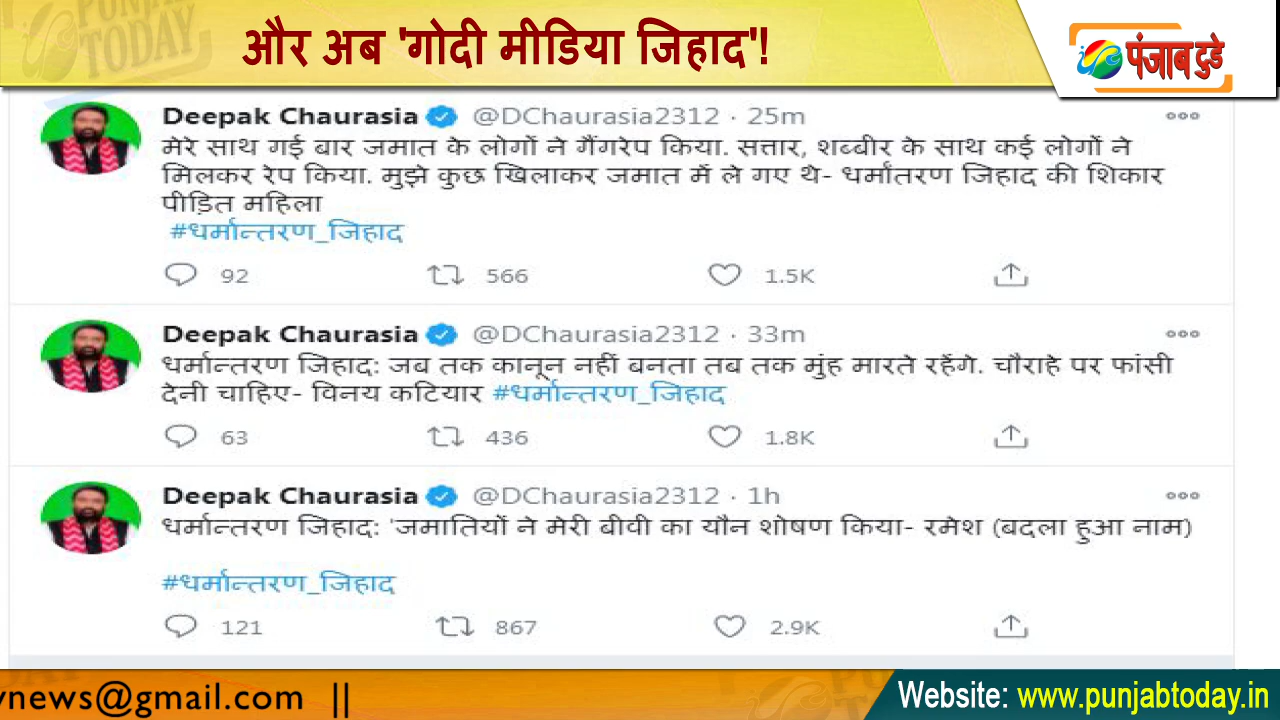 PUNJAB
TODAY
और अब 'गोदी मीडिया जिहाद'!
पंजाब टुडे
Deepak Chaurasia @DChaurasia2312 · 25m
मेरे साथ गई बार जमात के लोगों ने गैंगरेप किया. सत्तार, शब्बीर के साथ कई लोगों ने
मिलकर रेप किया. मुझे कुछ खिलाकर जमात में ले गए थे- धर्मांतरण जिहाद की शिकार
पीड़ित महिला
#धर्मान्तरण_जिहाद
92 566 1.5K
Deepak Chaurasia @DChaurasia2312 · 33m
धर्मान्तरण जिहाद: जब तक कानून नहीं बनता तब तक मुंह मारते रहेंगे. चौराहे पर फांसी
देनी चाहिए- विनय कटियार #धर्मान्तरण_जिहाद
63 436 1.8K
Deepak Chaurasia @DChaurasia2312 · 1h
धर्मान्तरण जिहाद: 'जमातियों ने मेरी बीवी का यौन शोषण किया- रमेश (बदला हुआ नाम)
#धर्मान्तरण_जिहाद
121 867 2.9K
news@gmail.com ||
Website: www.punjabtoday.in